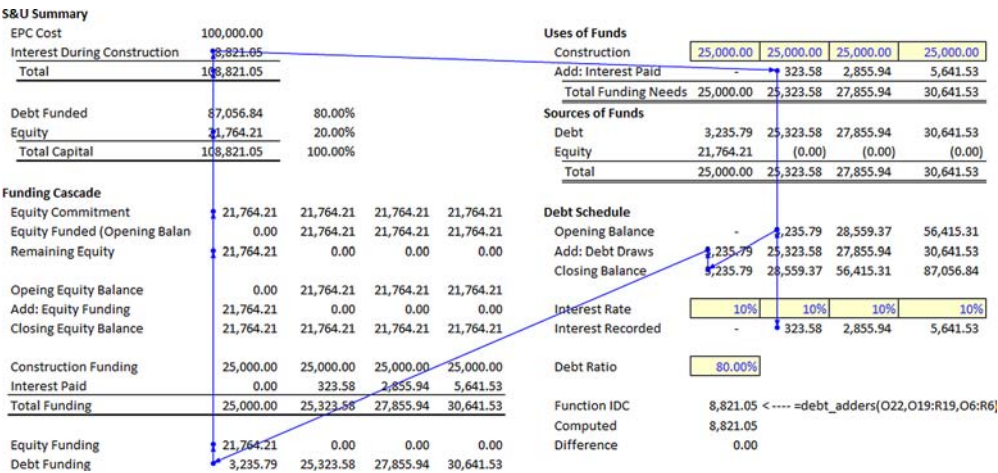 S&U Summary
EPC Cost 100,000.00
Interest During Construction 8,821.05
Total 108,821.05
Debt Funded 87,056.84 80.00%
Equity 21,764.21 20.00%
Total Capital 108,821.05 100.00%
Funding Cascade
Equity Commitment 21,764.21 21,764.21 21,764.21 21,764.21
Equity Funded (Opening Balan 0.00 21,764.21 21,764.21 21,764.21
Remaining Equity 21,764.21 0.00 0.00 0.00
Opeing Equity Balance 0.00 21,764.21 21,764.21 21,764.21
Add: Equity Funding 21,764.21 0.00 0.00 0.00
Closing Equity Balance 21,764.21 21,764.21 21,764.21 21,764.21
Construction Funding 25,000.00 25,000.00 25,000.00 25,000.00
Interest Paid 0.00 323.58 2,855.94 5,641.53
Total Funding 25,000.00 25,323.58 27,855.94 30,641.53
Equity Funding 21,764.21 0.00 0.00 0.00
Debt Funding 3,235.79 25,323.58 27,855.94 30,641.53
Uses of Funds
Construction 25,000.00 25,000.00 25,000.00 25,000.00
Add: Interest Paid - 323.58 2,855.94 5,641.53
Total Funding Needs 25,000.00 25,323.58 27,855.94 30,641.53
Sources of Funds
Debt 3,235.79 25,323.58 27,855.94 30,641.53
Equity 21,764.21 (0.00) (0.00) (0.00)
Total 25,000.00 25,323.58 27,855.94 30,641.53
Debt Schedule
Opening Balance - 3,235.79 28,559.37 56,415.31
Add: Debt Draws 3,235.79 25,323.58 27,855.94 30,641.53
Closing Balance 3,235.79 28,559.37 56,415.31 87,056.84
Interest Rate 10% 10% 10% 10%
Interest Recorded - 323.58 2,855.94 5,641.53
Debt Ratio 80.00%
Function IDC 8,821.05 <---- =debt_adders(O22,O19:R19,O6:R6)
Computed 8,821.05
Difference 0.00